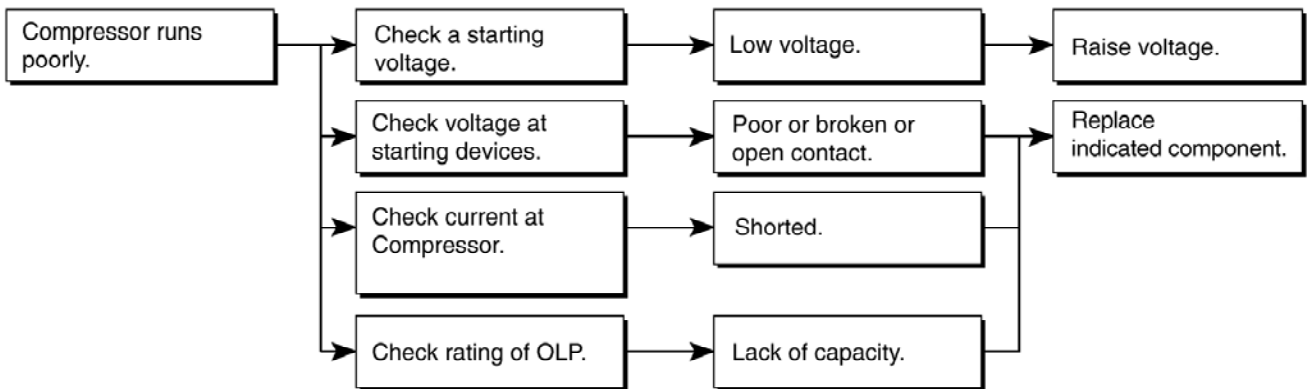 Compressor runs
poorly.
Check a starting
voltage.
Low voltage.
Raise voltage.
Check voltage at
starting devices.
Poor or broken or
open contact.
Replace
indicated component.
Check current at
Compressor.
Shorted.
Check rating of OLP.
Lack of capacity.